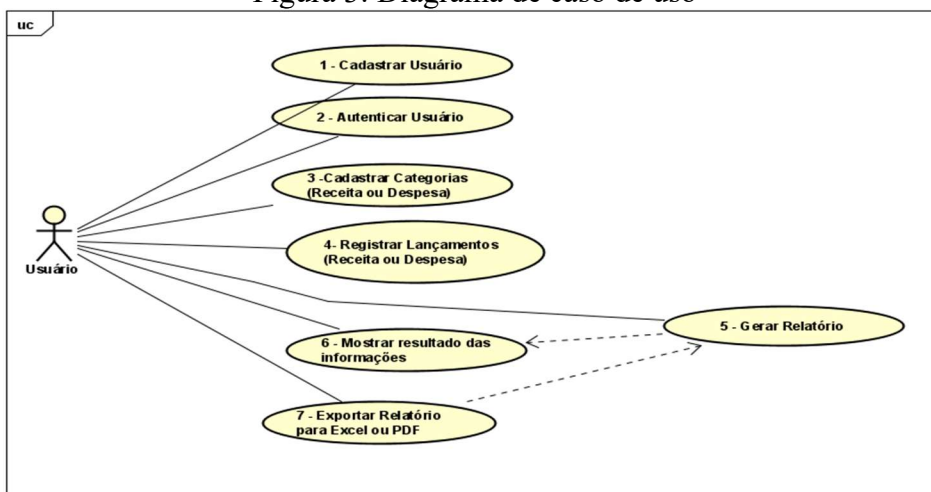 Figura 3: Diagrama de caso de uso
uc
1 - Cadastrar Usuário
2 - Autenticar Usuário
3 -Cadastrar Categorias
(Receita ou Despesa)
4- Registrar Lançamentos
(Receita ou Despesa)
Usuário
5 - Gerar Relatório
6 - Mostrar resultado das
informações
7 - Exportar Relatório
para Excel ou PDF